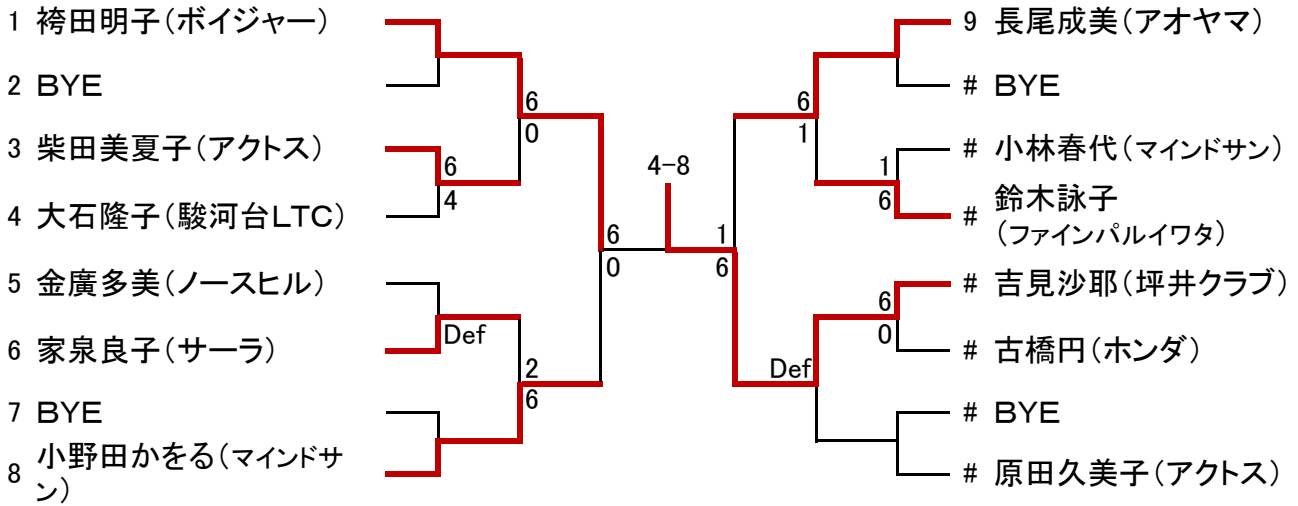 1 袴田明子(ボイジャー)
2 BYE
3 柴田美夏子(アクトス)
4 大石隆子(駿河台LTC)
5 金廣多美(ノースヒル)
6 家泉良子(サーラ)
7 BYE
8 小野田かをる(マインドサ
ン)
6
0
6
4
Def
2
6
6
0
4-8
1
6
6
1
1
6
6
0
Def
9 長尾成美(アオヤマ)
# BYE
# 小林春代(マインドサン)
# 鈴木詠子
(ファインパルイワタ)
# 吉見沙耶(坪井クラブ)
# 古橋円(ホンダ)
# BYE
# 原田久美子(アクトス)